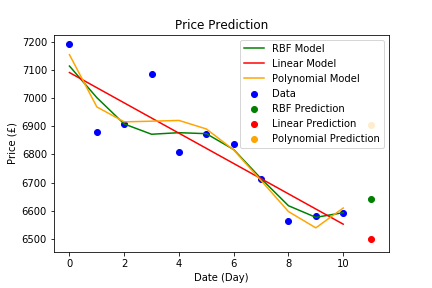 Price Prediction
7200
7100
7000
6900
6800
6700
6600
6500
Price (£)
RBF Model
Linear Model
Polynomial Model
Data
RBF Prediction
Linear Prediction
Polynomial Prediction
0 2 4 6 8 10
Date (Day)